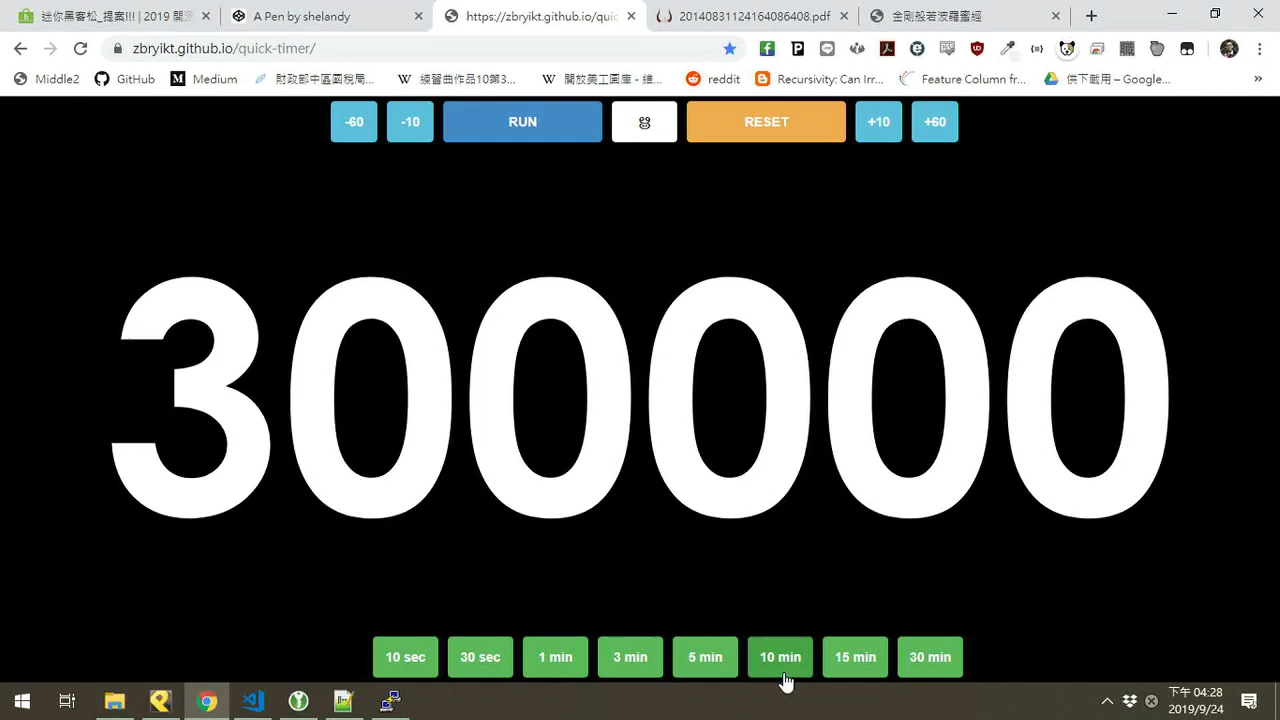 迷你黑客松_提案!!! | 2019 開源
A Pen by shelandy
https://zbryikt.github.io/quic
20140811124164086408.pdf
金剛般若波羅蜜經
zbryikt.github.io/quick-timer/
Middle2
GitHub
Medium
財政部中區國稅局...
練習曲作品10第3...
開放美工圖庫 - 維...
reddit
Recursivity: Can Irr...
Feature Column fr...
供下載用 – Google...
-60
-10
RUN
RESET
+10
+60
300000
10 sec
30 sec
1 min
3 min
5 min
10 min
15 min
30 min
下午 04:28
2019/9/24